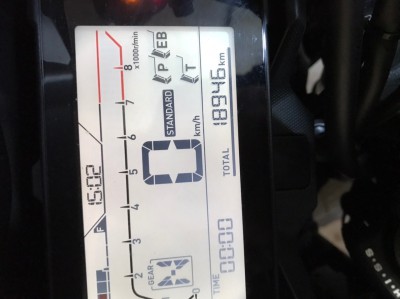 F 15:02
2 3 4 5 6 7 8 x1000r/min
GEAR
N 0 km/h STANDARD P EB
T
TIME 00:00 TOTAL 18946 km